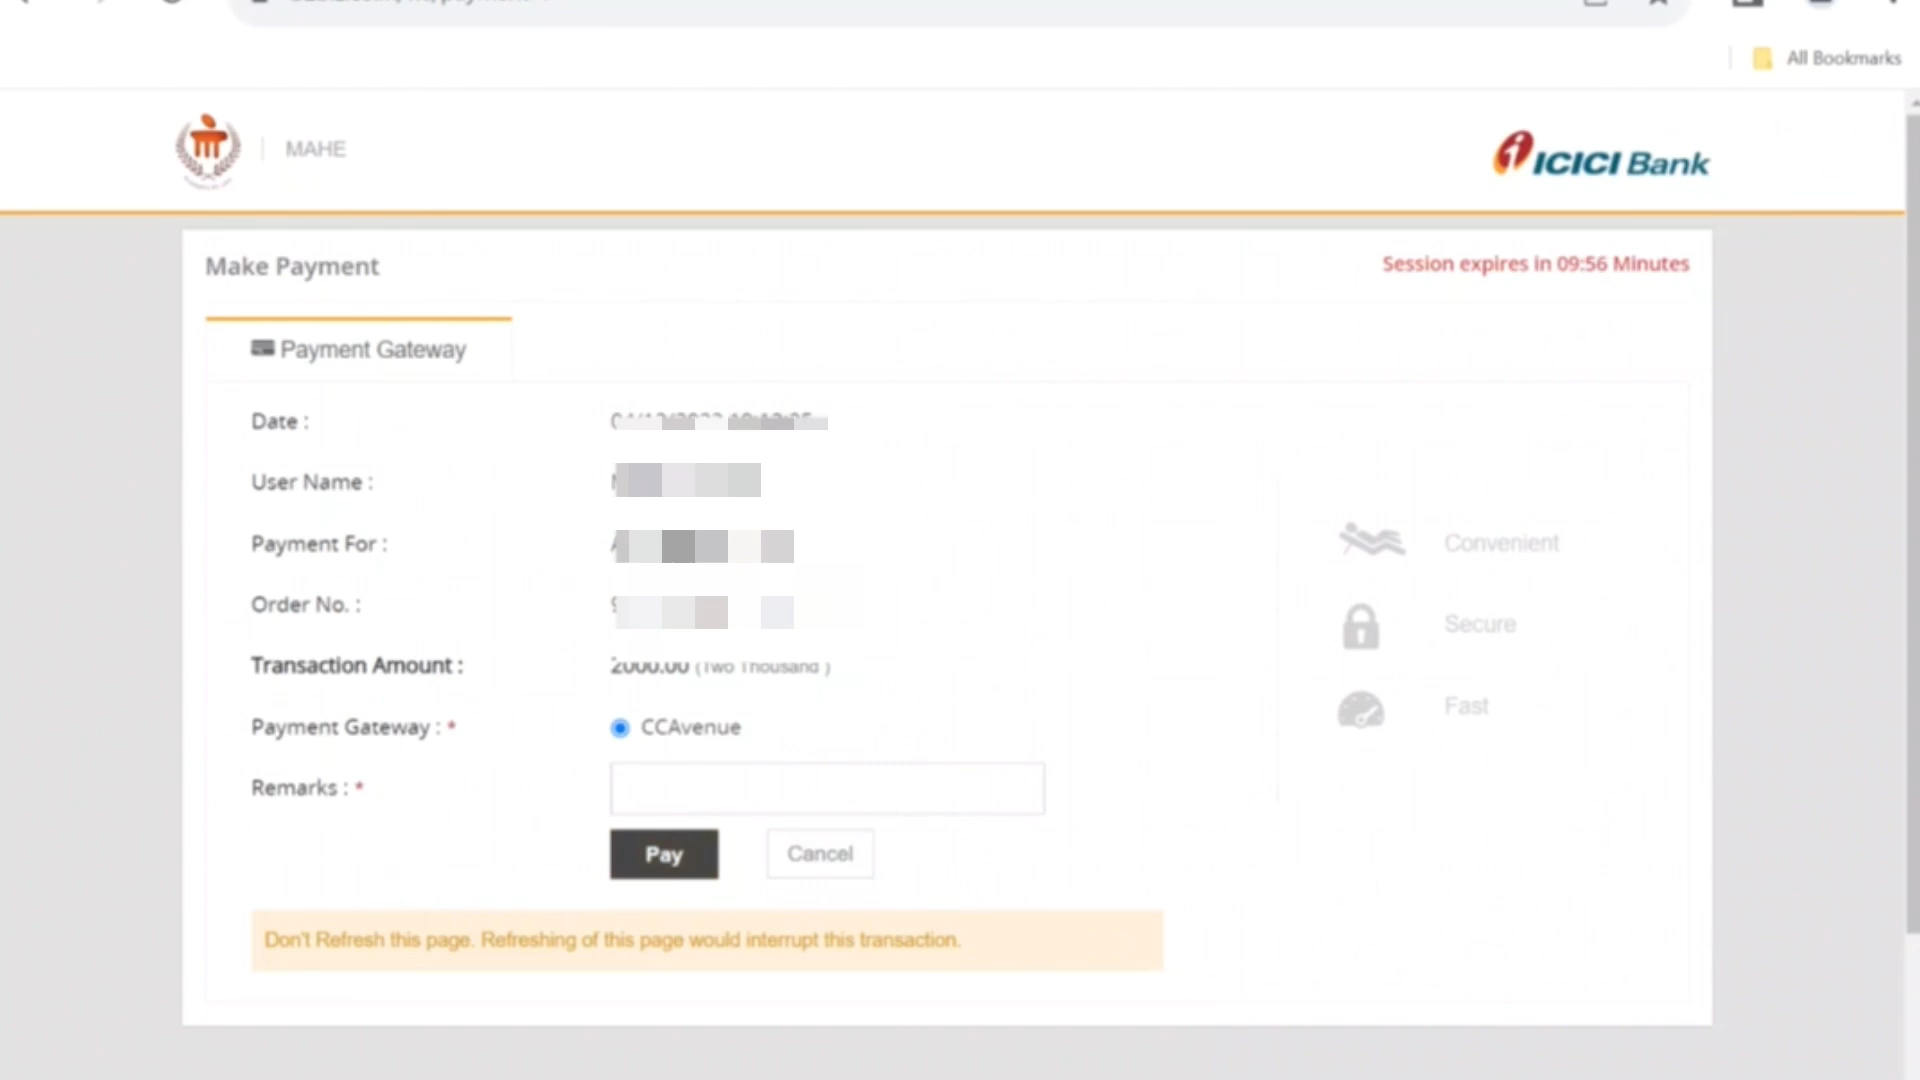 All Bookmarks
MAHE
ICICI Bank
Make Payment
Session expires in 09:56 Minutes
Payment Gateway
Date :
User Name :
Payment For :
Order No. :
Transaction Amount : 2000.00 (Two Thousand )
Payment Gateway : * CCAvenue
Remarks : *
Pay Cancel
Convenient
Secure
Fast
Don't Refresh this page. Refreshing of this page would interrupt this transaction.